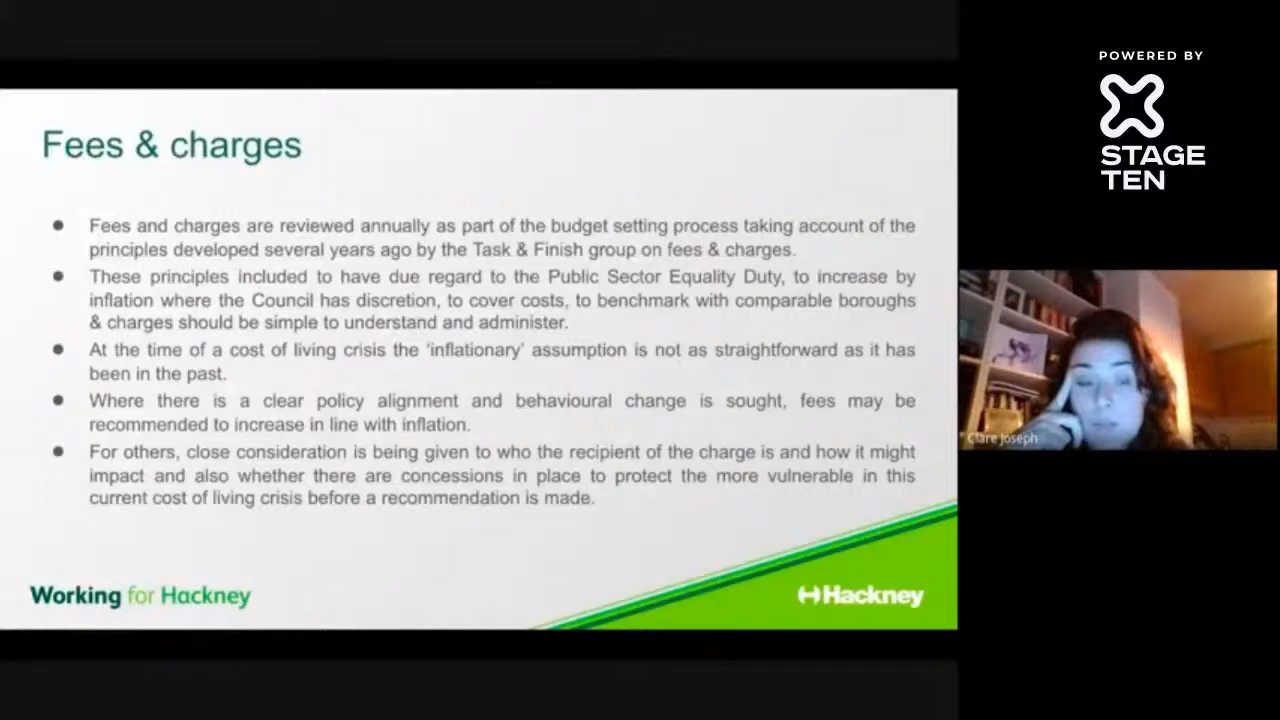 POWERED BY
STAGE
TEN
Fees & charges
● Fees and charges are reviewed annually as part of the budget setting process taking account of the
principles developed several years ago by the Task & Finish group on fees & charges.
● These principles included to have due regard to the Public Sector Equality Duty, to increase by
inflation where the Council has discretion, to cover costs, to benchmark with comparable boroughs
& charges should be simple to understand and administer.
● At the time of a cost of living crisis the ‘inflationary’ assumption is not as straightforward as it has
been in the past.
● Where there is a clear policy alignment and behavioural change is sought, fees may be
recommended to increase in line with inflation.
● For others, close consideration is being given to who the recipient of the charge is and how it might
impact and also whether there are concessions in place to protect the more vulnerable in this
current cost of living crisis before a recommendation is made.
Clare Joseph
Working for Hackney
Hackney